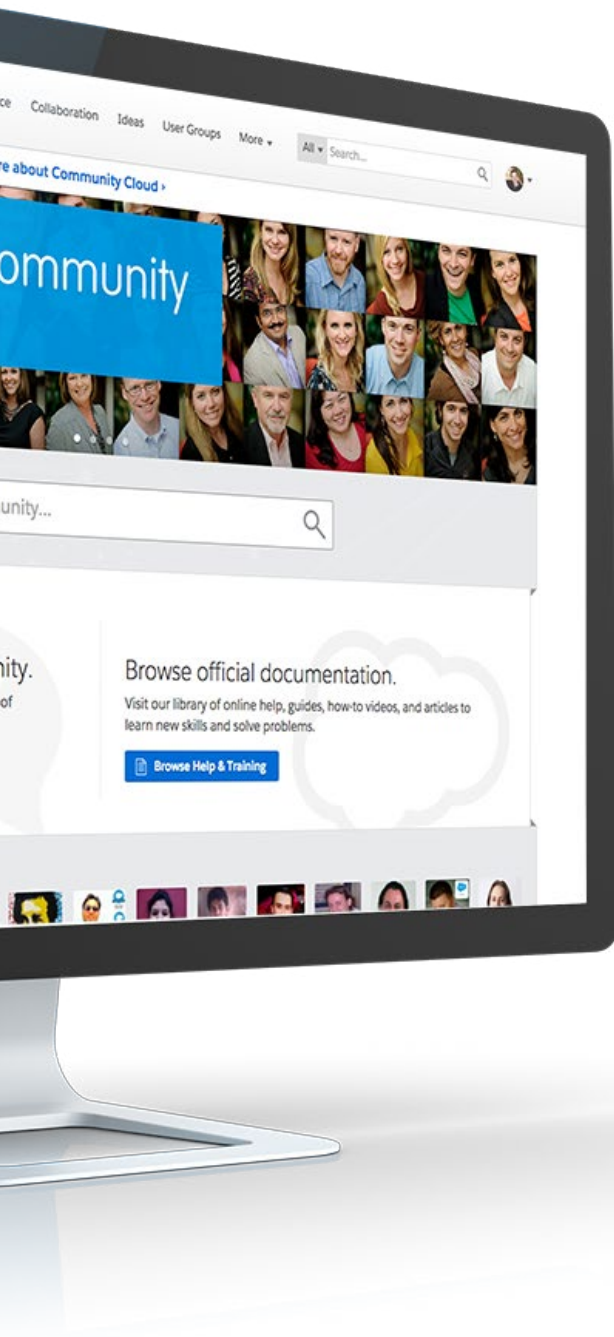 Collaboration Ideas User Groups More All Search...
about Community Cloud ›
ommunity
unity...
ity.
of
Browse official documentation.
Visit our library of online help, guides, how-to videos, and articles to
learn new skills and solve problems.
Browse Help & Training